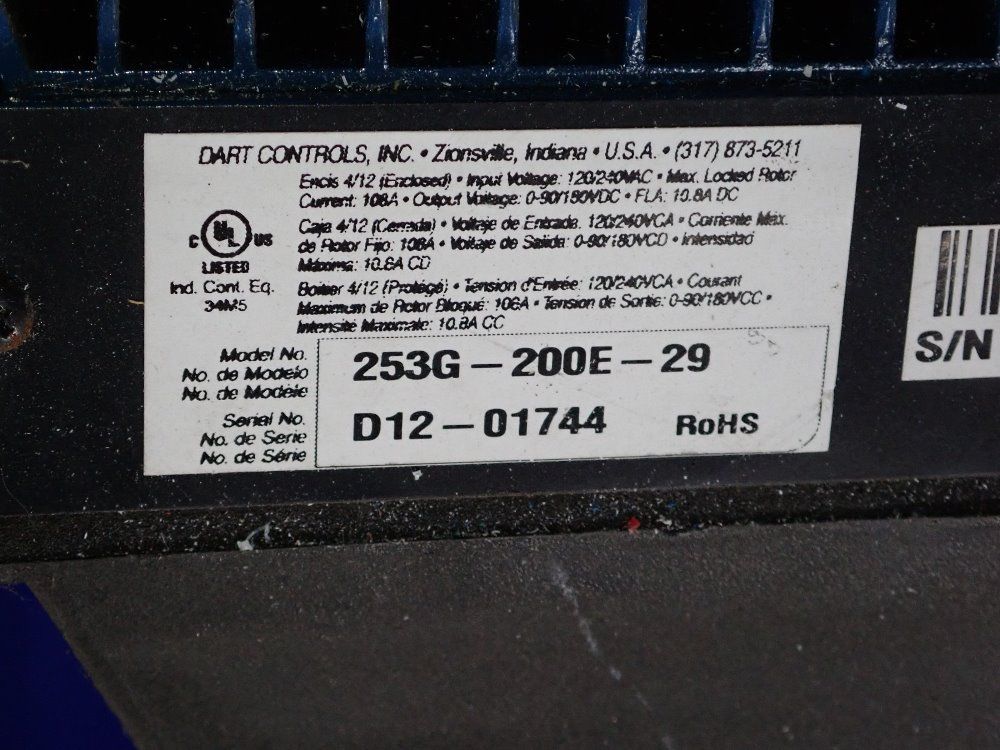 DART CONTROLS, INC. • Zionsville, Indiana • U.S.A. • (317) 873-5211
Encls 4/12 (Enclosed) • Input Voltage: 120/240VAC • Max. Locked Rotor
Current: 108A • Output Voltage: 0-90/180VDC • FLA: 10.8A DC
Caja 4/12 (Cerrada) • Voltaje de Entrada: 120/240VCA • Corriente Max.
de Rotor Fijo: 108A • Voltaje de Salida: 0-90/180VCD • Intensidad
Máxima: 10.8A CD
Boitier 4/12 (Protégé) • Tension d'Entrée: 120/240VCA • Courant
Maximum de Rotor Bloqué: 108A • Tension de Sortie: 0-90/180VCC •
Intensité Maximale: 10.8A CC
C UL US
LISTED
Ind. Cont. Eq.
34M5
Model No.
No. de Modelo
No. de Modèle
253G – 200E – 29
Serial No.
No. de Serie
No. de Série
D12 – 01744 RoHS
S/N